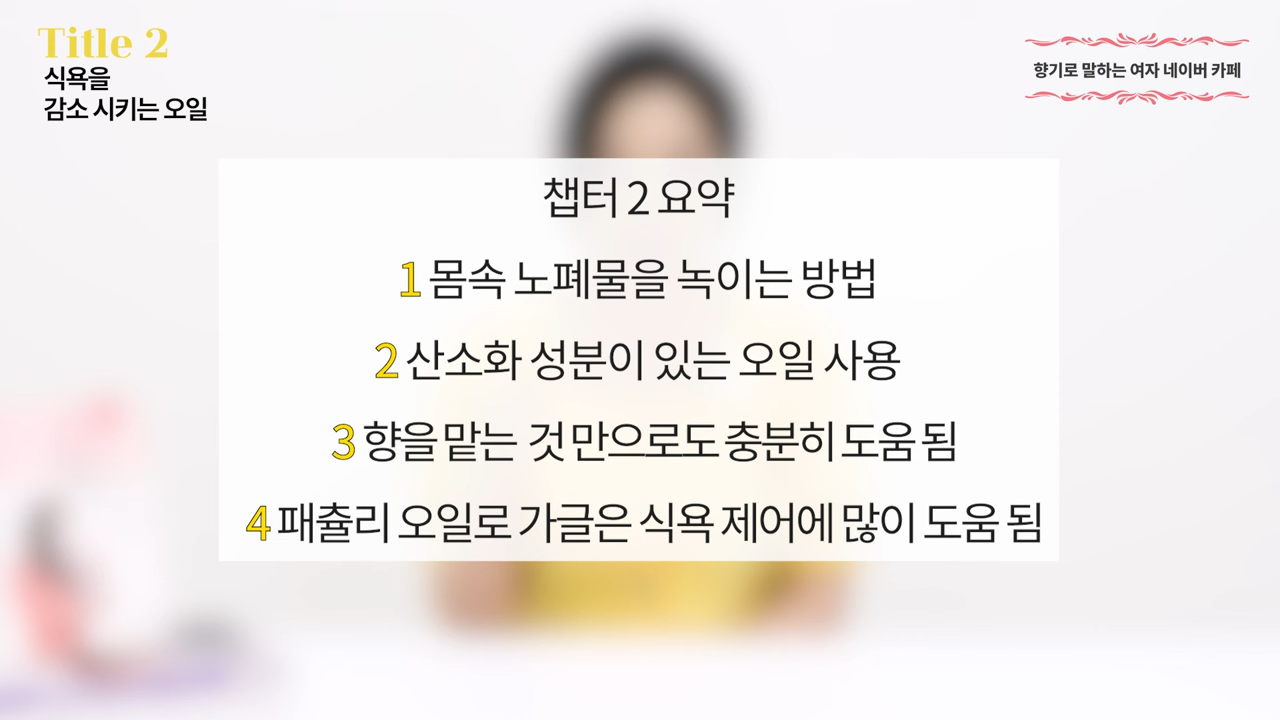 Title 2
식욕을
감소 시키는 오일
향기로 말하는 여자 네이버 카페
챕터 2 요약
1 몸속 노폐물을 녹이는 방법
2 산소화 성분이 있는 오일 사용
3 향을 맡는 것 만으로도 충분히 도움 됨
4 패츌리 오일로 가글은 식욕 제어에 많이 도움 됨